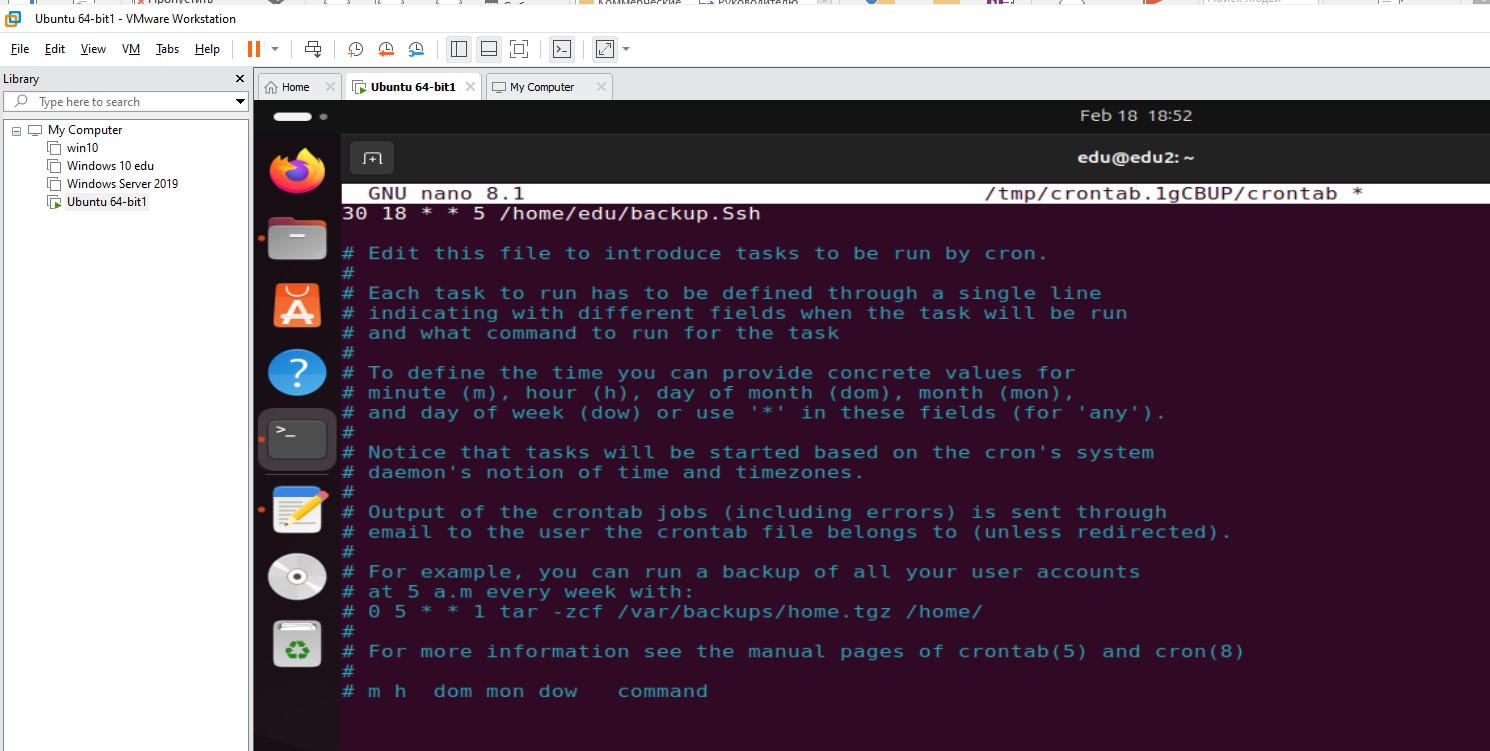 Ubuntu 64-bit1 - VMware Workstation
File Edit View VM Tabs Help
Library
Type here to search
My Computer
win10
Windows 10 edu
Windows Server 2019
Ubuntu 64-bit1
Home
Ubuntu 64-bit1
My Computer
Feb 18 18:52
edu@edu2: ~
GNU nano 8.1 /tmp/crontab.1gCBUP/crontab *
30 18 * * 5 /home/edu/backup.Ssh
# Edit this file to introduce tasks to be run by cron.
#
# Each task to run has to be defined through a single line
# indicating with different fields when the task will be run
# and what command to run for the task
#
# To define the time you can provide concrete values for
# minute (m), hour (h), day of month (dom), month (mon),
# and day of week (dow) or use '*' in these fields (for 'any').
#
# Notice that tasks will be started based on the cron's system
# daemon's notion of time and timezones.
#
# Output of the crontab jobs (including errors) is sent through
# email to the user the crontab file belongs to (unless redirected).
#
# For example, you can run a backup of all your user accounts
# at 5 a.m every week with:
# 0 5 * * 1 tar -zcf /var/backups/home.tgz /home/
#
# For more information see the manual pages of crontab(5) and cron(8)
#
# m h  dom mon dow   command